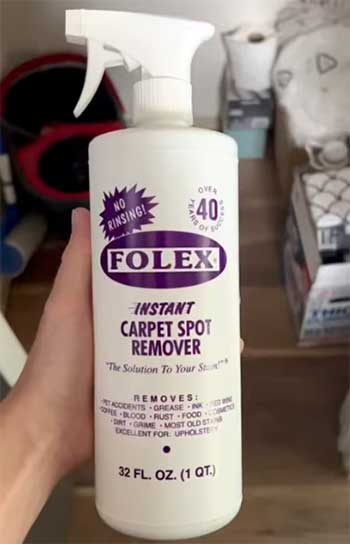 NO
RINSING!
OVER
40
YEARS OF SUCCESS
FOLEX®
INSTANT
CARPET SPOT
REMOVER
"The Solution To Your Stain!"®
REMOVES:
• PET ACCIDENTS • GREASE • INK • RED WINE
• COFFEE • BLOOD • RUST • FOOD • COSMETICS
• DIRT • GRIME • MOST OLD STAINS
EXCELLENT FOR: UPHOLSTERY
32 FL. OZ. (1 QT.)